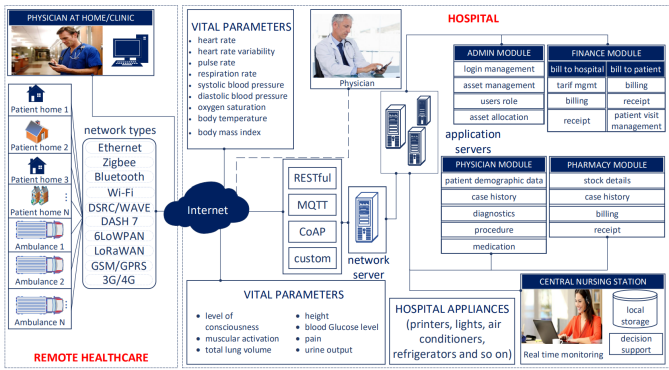 PHYSICIAN AT HOME/CLINIC
Patient home 1
Patient home 2
Patient home 3
Patient home N
Ambulance 1
Ambulance 2
Ambulance N
network types
Ethernet
Zigbee
Bluetooth
Wi-Fi
DSRC/WAVE
DASH 7
6LoWPAN
LoRaWAN
GSM/GPRS
3G/4G
REMOTE HEALTHCARE
HOSPITAL
VITAL PARAMETERS
• heart rate
• heart rate variability
• pulse rate
• respiration rate
• systolic blood pressure
• diastolic blood pressure
• oxygen saturation
• body temperature
• body mass index
Physician
Internet
RESTful
MQTT
CoAP
custom
network
server
application
servers
VITAL PARAMETERS
• level of
consciousness
• muscular activation
• total lung volume
• height
• blood Glucose level
• pain
• urine output
ADMIN MODULE
login management
asset management
users role
asset allocation
FINANCE MODULE
bill to hospital
bill to patient
tarif mgmt
billing
billing
receipt
receipt
patient visit
management
PHYSICIAN MODULE
patient demographic data
case history
diagnostics
procedure
medication
PHARMACY MODULE
stock details
case history
billing
receipt
HOSPITAL APPLIANCES
(printers, lights, air
conditioners,
refrigerators and so on)
CENTRAL NURSING STATION
local
storage
decision
support
Real time monitoring